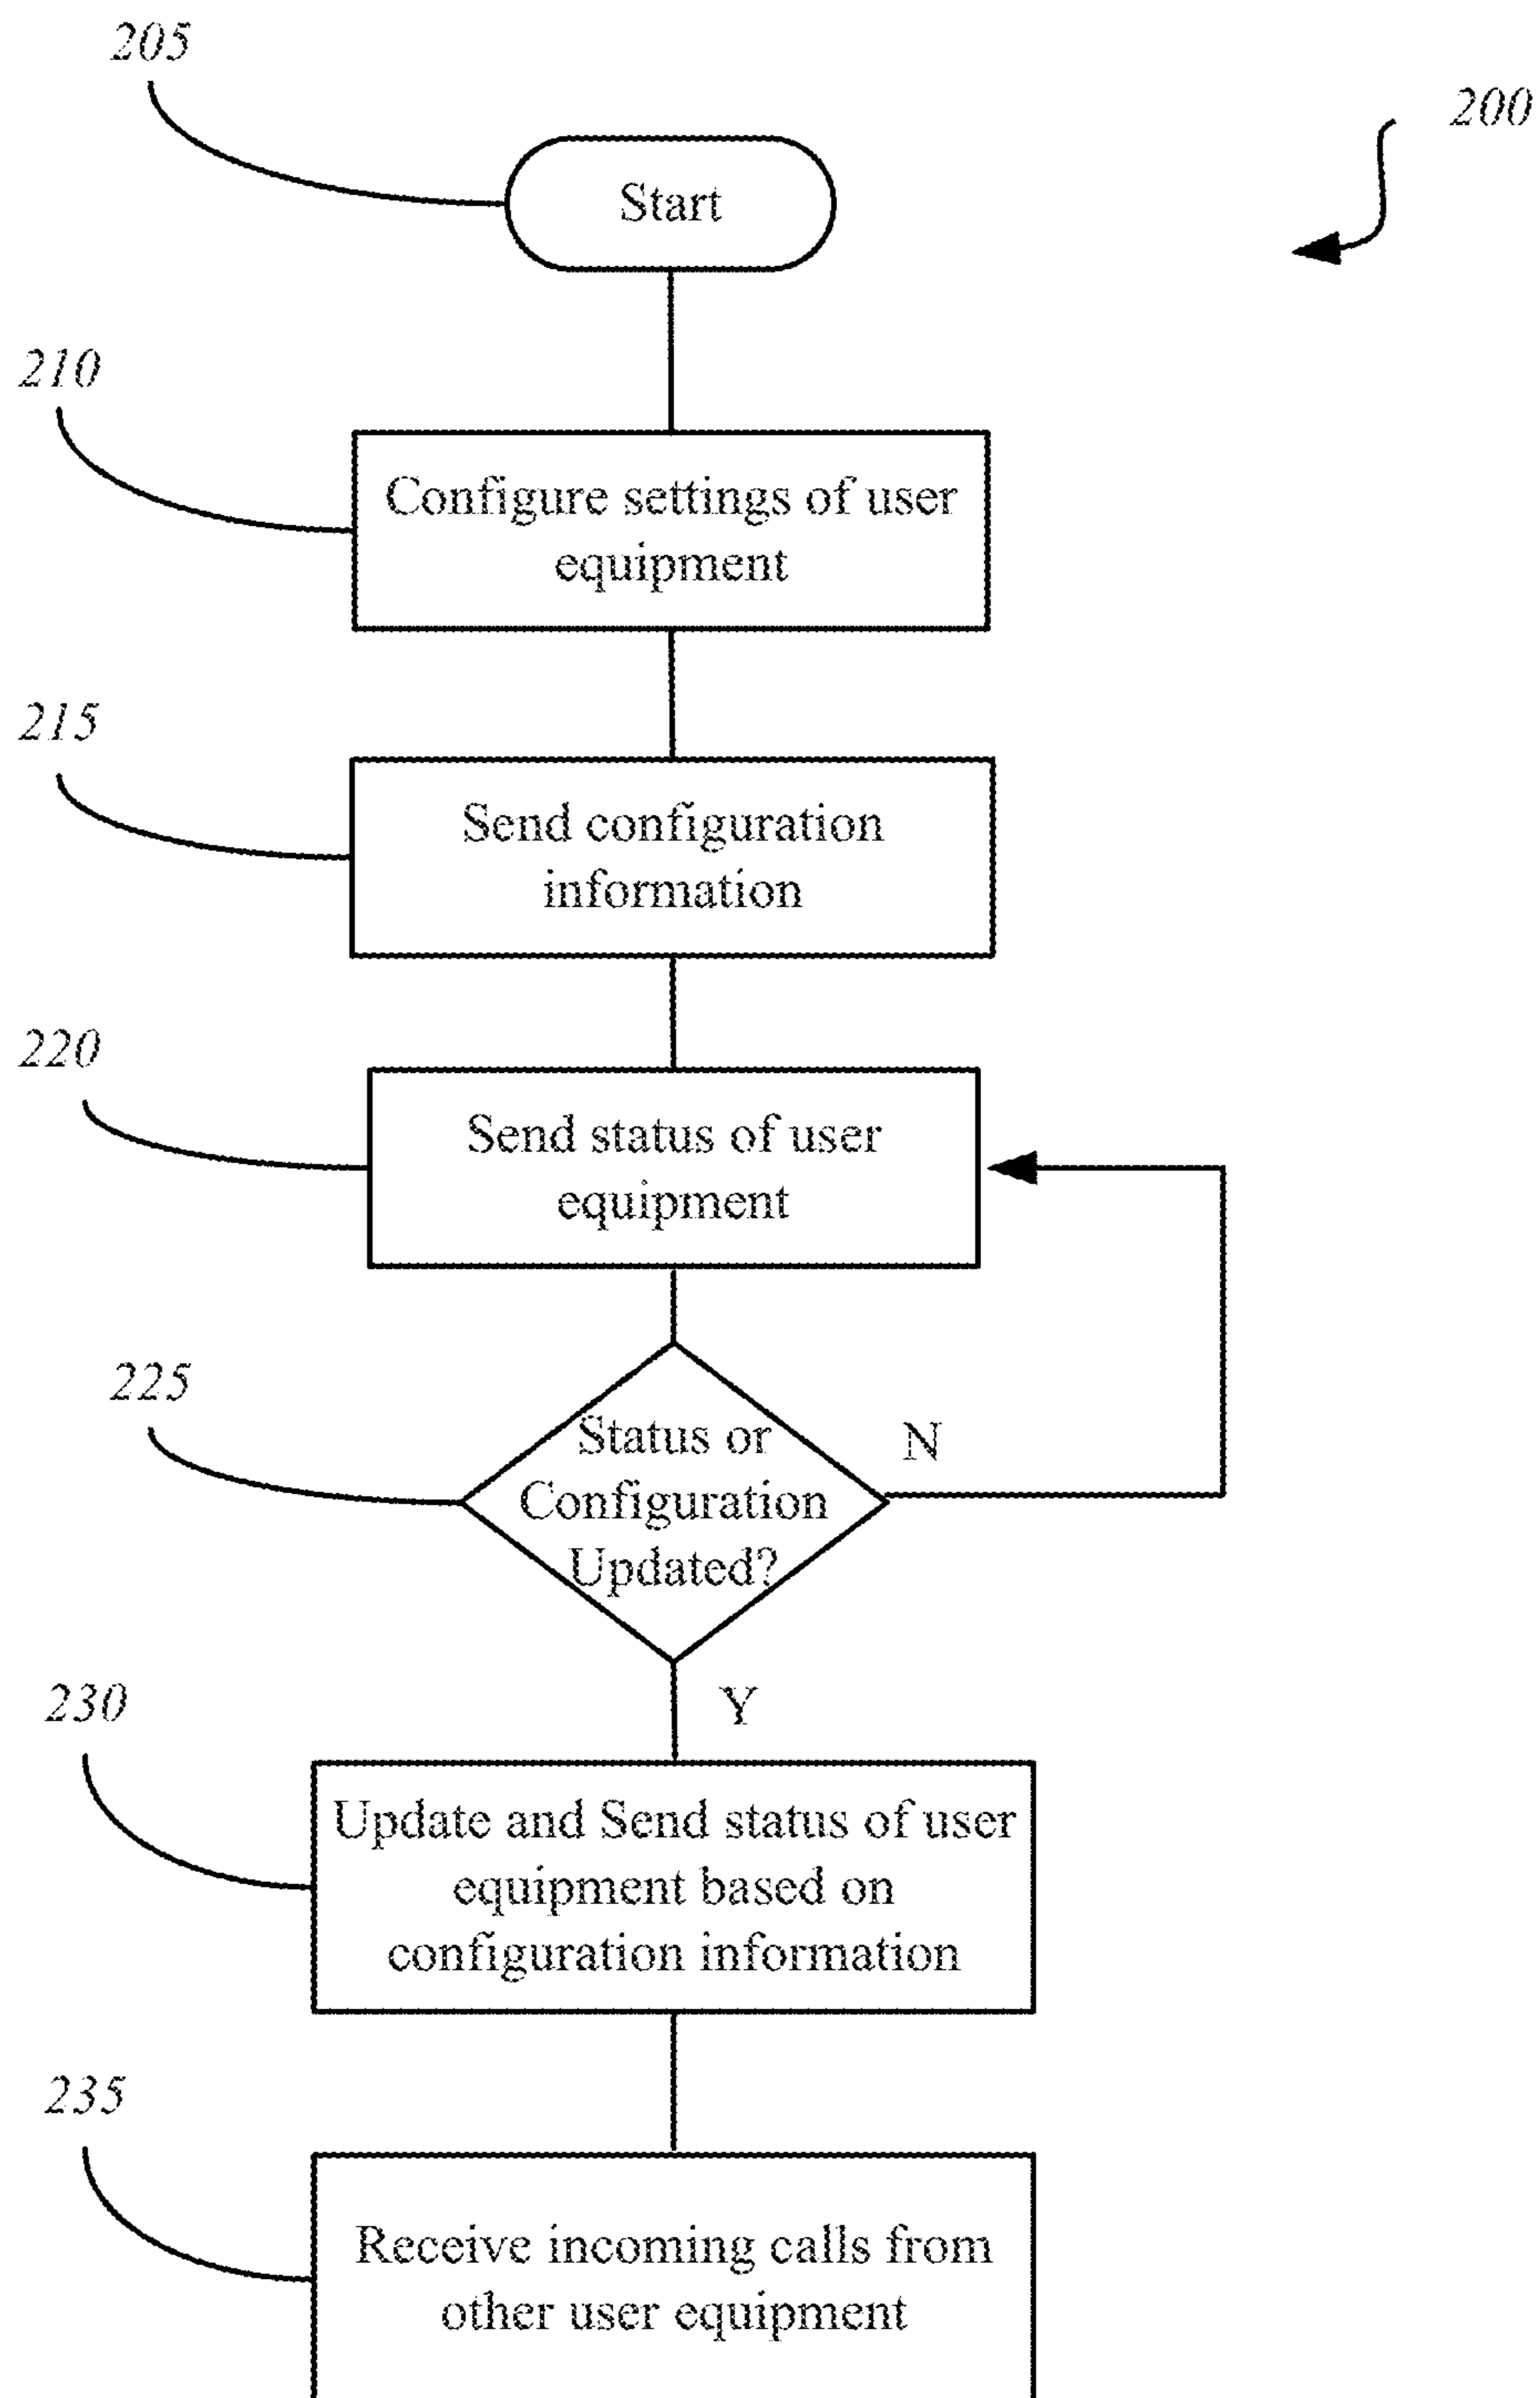 205
200
Start
210
Configure settings of user
equipment
215
Send configuration
information
220
Send status of user
equipment
225
Status or
Configuration
Updated?
N
Y
230
Update and Send status of user
equipment based on
configuration information
235
Receive incoming calls from
other user equipment